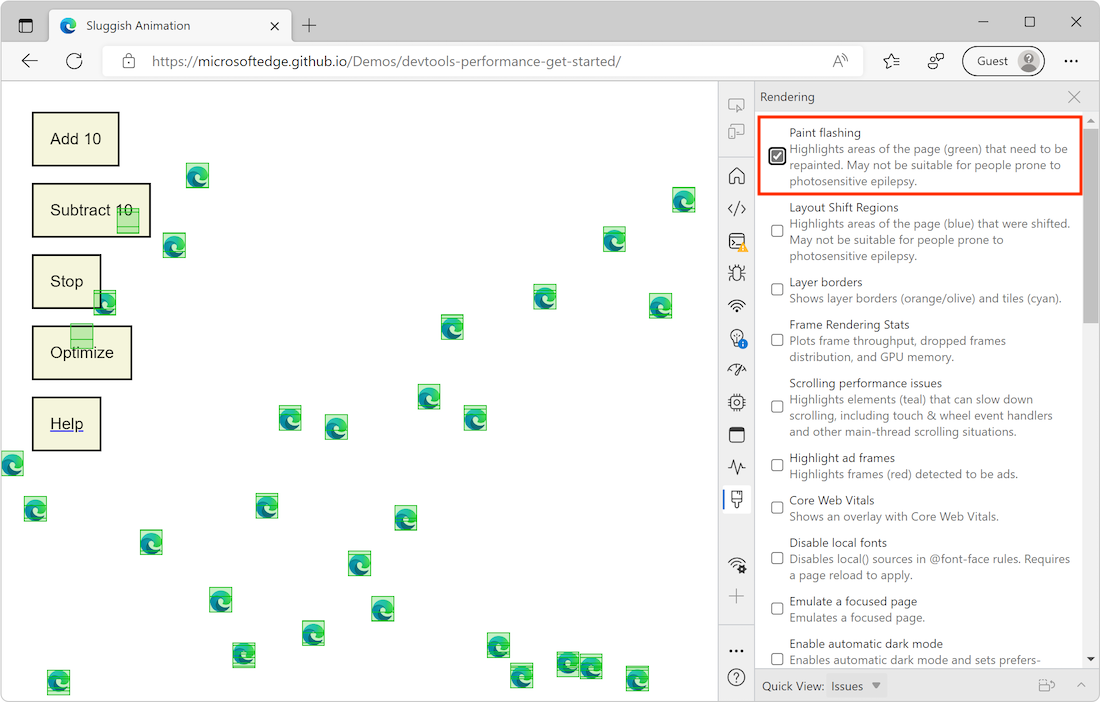 Sluggish Animation
https://microsoftedge.github.io/Demos/devtools-performance-get-started/
Guest
Add 10
Subtract 10
Stop
Optimize
Help
Rendering
Paint flashing
Highlights areas of the page (green) that need to be
repainted. May not be suitable for people prone to
photosensitive epilepsy.
Layout Shift Regions
Highlights areas of the page (blue) that were shifted.
May not be suitable for people prone to
photosensitive epilepsy.
Layer borders
Shows layer borders (orange/olive) and tiles (cyan).
Frame Rendering Stats
Plots frame throughput, dropped frames
distribution, and GPU memory.
Scrolling performance issues
Highlights elements (teal) that can slow down
scrolling, including touch & wheel event handlers
and other main-thread scrolling situations.
Highlight ad frames
Highlights frames (red) detected to be ads.
Core Web Vitals
Shows an overlay with Core Web Vitals.
Disable local fonts
Disables local() sources in @font-face rules. Requires
a page reload to apply.
Emulate a focused page
Emulates a focused page.
Enable automatic dark mode
Enables automatic dark mode and sets prefers-
Quick View: Issues